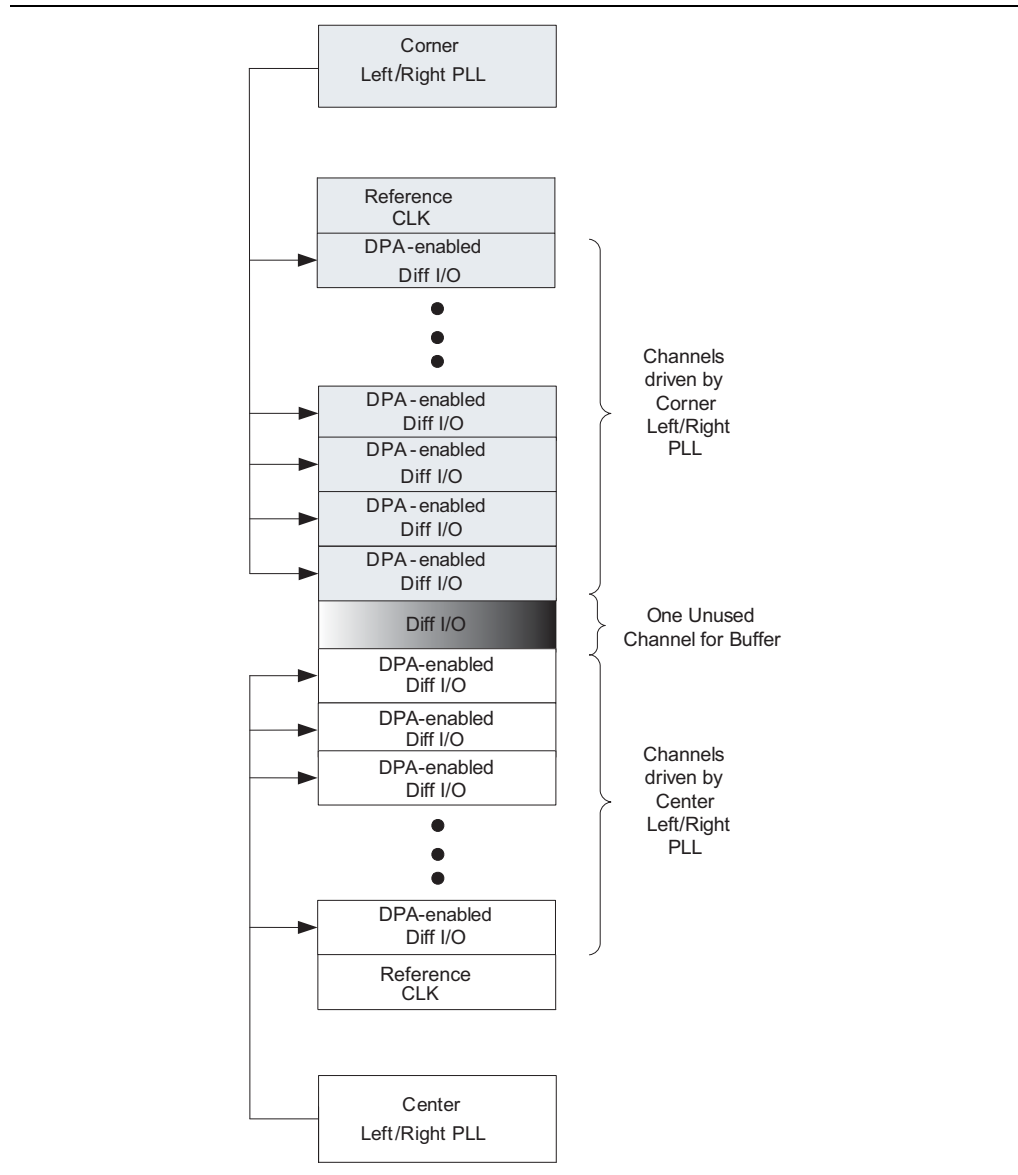 Corner
Left/Right PLL
Reference
CLK
DPA-enabled
Diff I/O
DPA-enabled
Diff I/O
DPA-enabled
Diff I/O
DPA-enabled
Diff I/O
DPA-enabled
Diff I/O
Channels
driven by
Corner
Left/Right
PLL
Diff I/O
One Unused
Channel for Buffer
DPA-enabled
Diff I/O
DPA-enabled
Diff I/O
DPA-enabled
Diff I/O
Channels
driven by
Center
Left/Right
PLL
DPA-enabled
Diff I/O
Reference
CLK
Center
Left/Right PLL